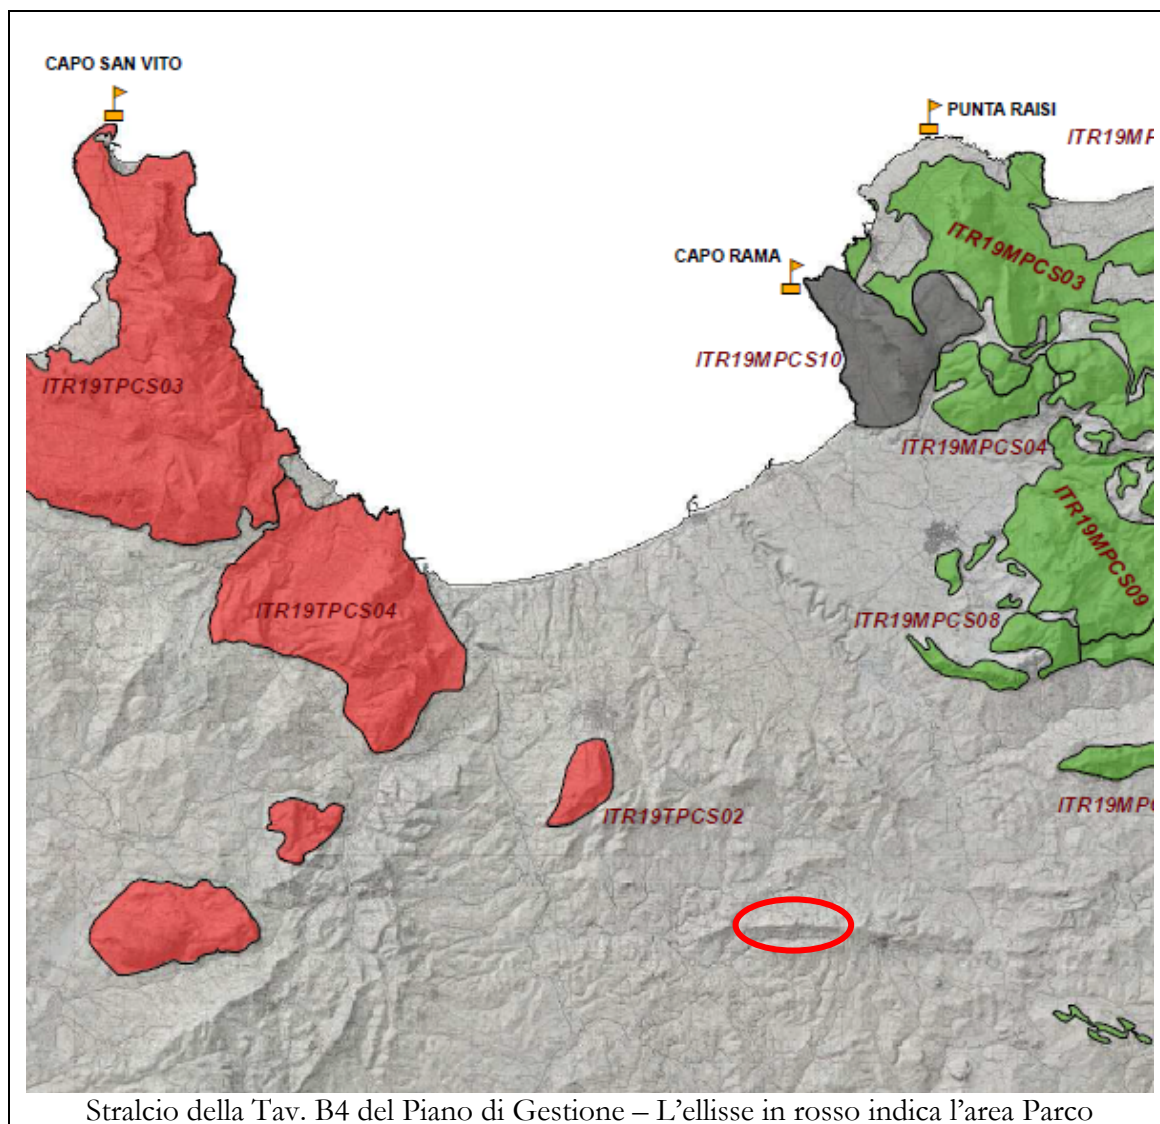 CAPO SAN VITO
PUNTA RAISI
ITR19MP
ITR19MPCS03
CAPO RAMA
ITR19MPCS10
ITR19TPCS03
ITR19MPCS04
ITR19MPCS09
ITR19TPCS04
ITR19MPCS08
ITR19TPCS02
ITR19MPC
Stralcio della Tav. B4 del Piano di Gestione – L'ellisse in rosso indica l'area Parco